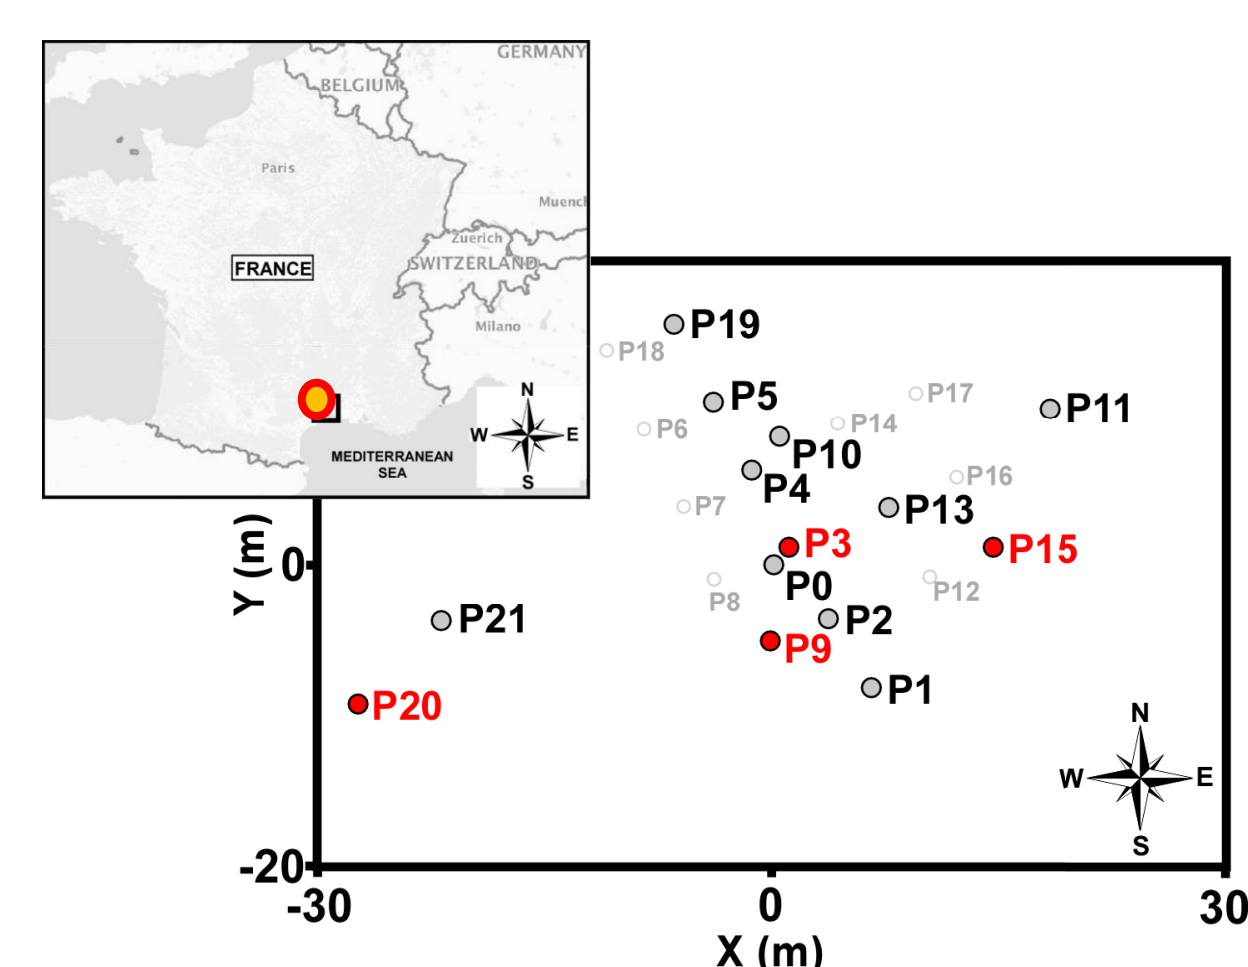 GERMANY
BELGIUM
Paris
Muencl
Zuerich
FRANCE
SWITZERLAND
Milano
N
W E
MEDITERRANEAN
SEA
S
P19
P18
P5
P17
P11
P6
P14
P10
P4
P16
P7
P13
Y (m)
P3
P15
0
P0
P12
P8
P21
P2
P9
P1
P20
N
W E
S
-20
-30 0 30
X (m)